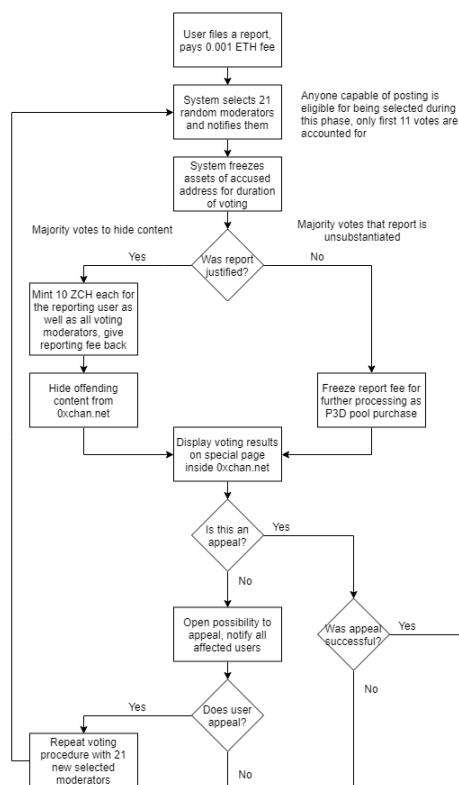 User files a report,
pays 0.001 ETH fee
System selects 21
random moderators
and notifies them
Anyone capable of posting is
eligible for being selected during
this phase, only first 11 votes are
accounted for
System freezes
assets of accused
address for duration
of voting
Majority votes to hide content
Majority votes that report is
unsubstantiated
Yes
Was report
justified?
No
Mint 10 ZCH each for
the reporting user as
well as all voting
moderators, give
reporting fee back
Hide offending
content from
0xchan.net
Freeze report fee for
further processing as
P3D pool purchase
Display voting results
on special page
inside 0xchan.net
Is this an
appeal?
Yes
No
Open possibility to
appeal, notify all
affected users
Was appeal
successful?
Yes
No
Yes
Does user
appeal?
No
Repeat voting
procedure with 21
new selected
moderators